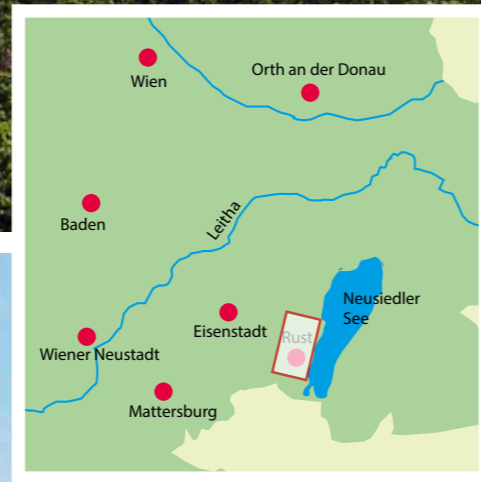 Wien
Orth an der Donau
Baden
Leitha
Neusiedler
See
Eisenstadt
Rust
Wiener Neustadt
Mattersburg